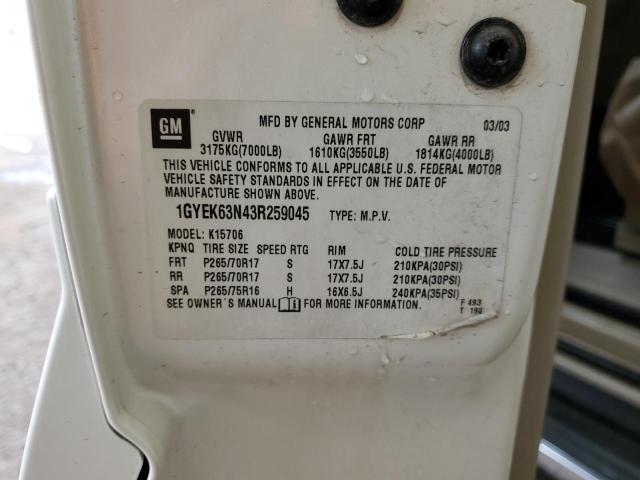 GM ®
MFD BY GENERAL MOTORS CORP 03/03
GVWR GAWR FRT GAWR RR
3175KG(7000LB) 1610KG(3550LB) 1814KG(4000LB)
THIS VEHICLE CONFORMS TO ALL APPLICABLE U.S. FEDERAL MOTOR
VEHICLE SAFETY STANDARDS IN EFFECT ON THE DATE OF
MANUFACTURE SHOWN ABOVE.
1GYEK63N43R259045 TYPE: M.P.V.
MODEL: K15706
KPNQ TIRE SIZE SPEED RTG RIM COLD TIRE PRESSURE
FRT P265/70R17 S 17X7.5J 210KPA(30PSI)
RR P265/70R17 S 17X7.5J 210KPA(30PSI)
SPA P265/75R16 H 16X6.5J 240KPA(35PSI)
SEE OWNER´S MANUAL FOR MORE INFORMATION.
F 493
T 193